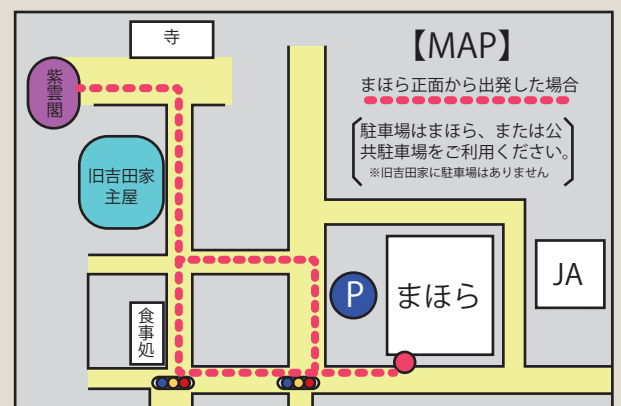 寺
【MAP】
紫雲閣
まほら正面から出発した場合
駐車場はまほら、または公
共駐車場をご利用ください。
※旧吉田家に駐車場はありません
旧吉田家
主屋
P
まほら
JA
食事処